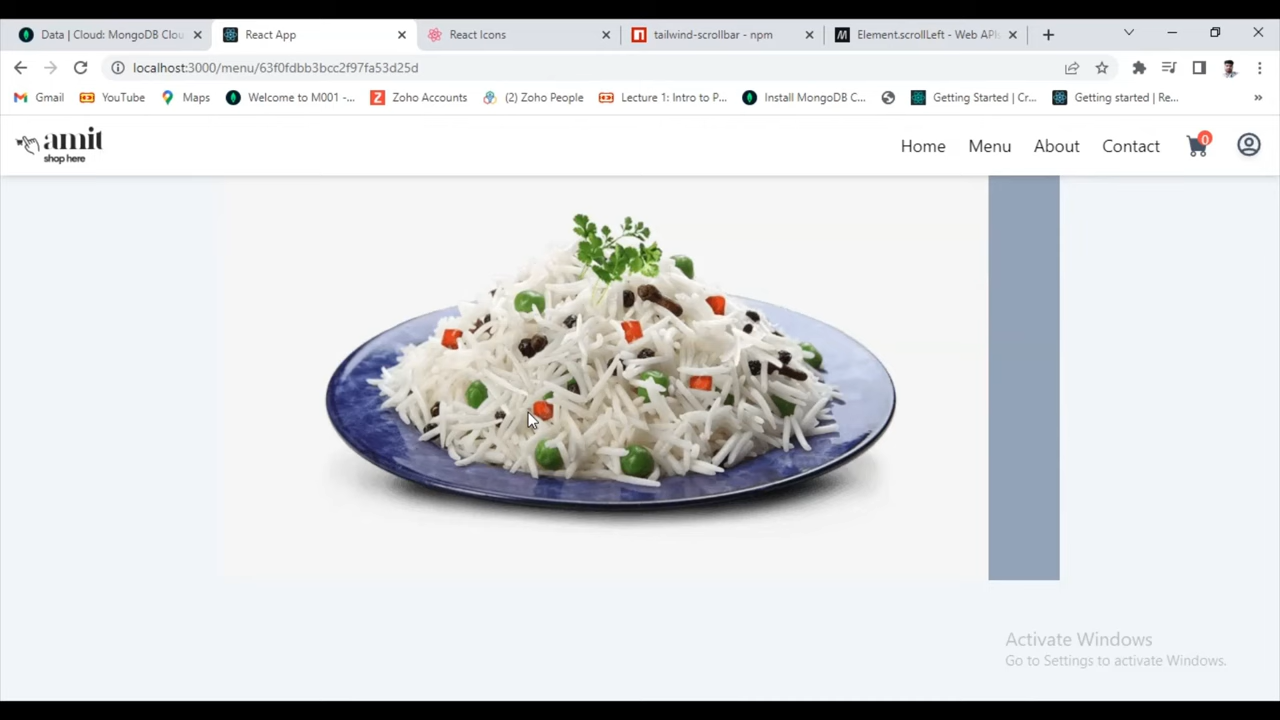 Data | Cloud: MongoDB Clou
React App
React Icons
tailwind-scrollbar - npm
Element.scrollLeft - Web APIs
localhost:3000/menu/63f0fdbb3bcc2f97fa53d25d
Gmail
YouTube
Maps
Welcome to M001 -...
Zoho Accounts
(2) Zoho People
Lecture 1: Intro to P...
Install MongoDB C...
Getting Started | Cr...
Getting started | Re...
»
amit
shop here
Home
Menu
About
Contact
0
Activate Windows
Go to Settings to activate Windows.